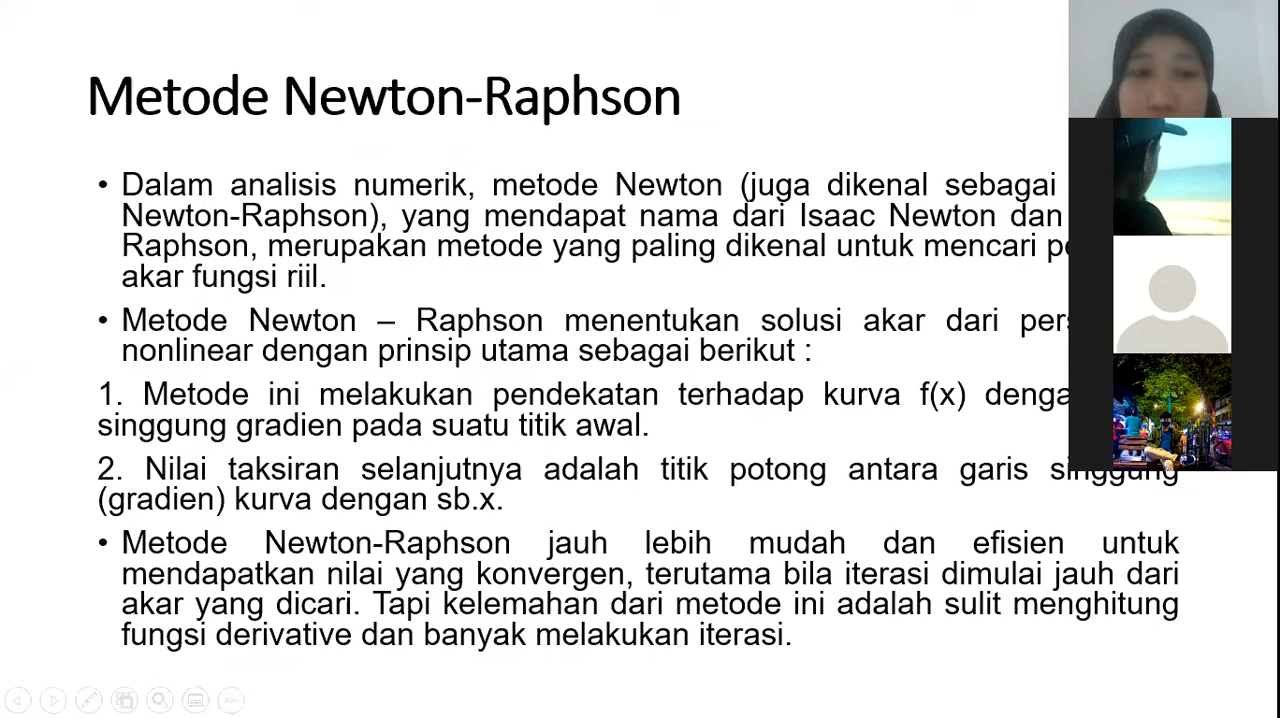 Metode Newton-Raphson
• Dalam analisis numerik, metode Newton (juga dikenal sebagai
Newton-Raphson), yang mendapat nama dari Isaac Newton dan
Raphson, merupakan metode yang paling dikenal untuk mencari
akar fungsi riil.
• Metode Newton – Raphson menentukan solusi akar dari
nonlinear dengan prinsip utama sebagai berikut :
1. Metode ini melakukan pendekatan terhadap kurva f(x)
singgung gradien pada suatu titik awal.
2. Nilai taksiran selanjutnya adalah titik potong antara garis singgung
(gradien) kurva dengan sb.x.
• Metode Newton-Raphson jauh lebih mudah dan efisien untuk
mendapatkan nilai yang konvergen, terutama bila iterasi dimulai jauh dari
akar yang dicari. Tapi kelemahan dari metode ini adalah sulit menghitung
fungsi derivative dan banyak melakukan iterasi.